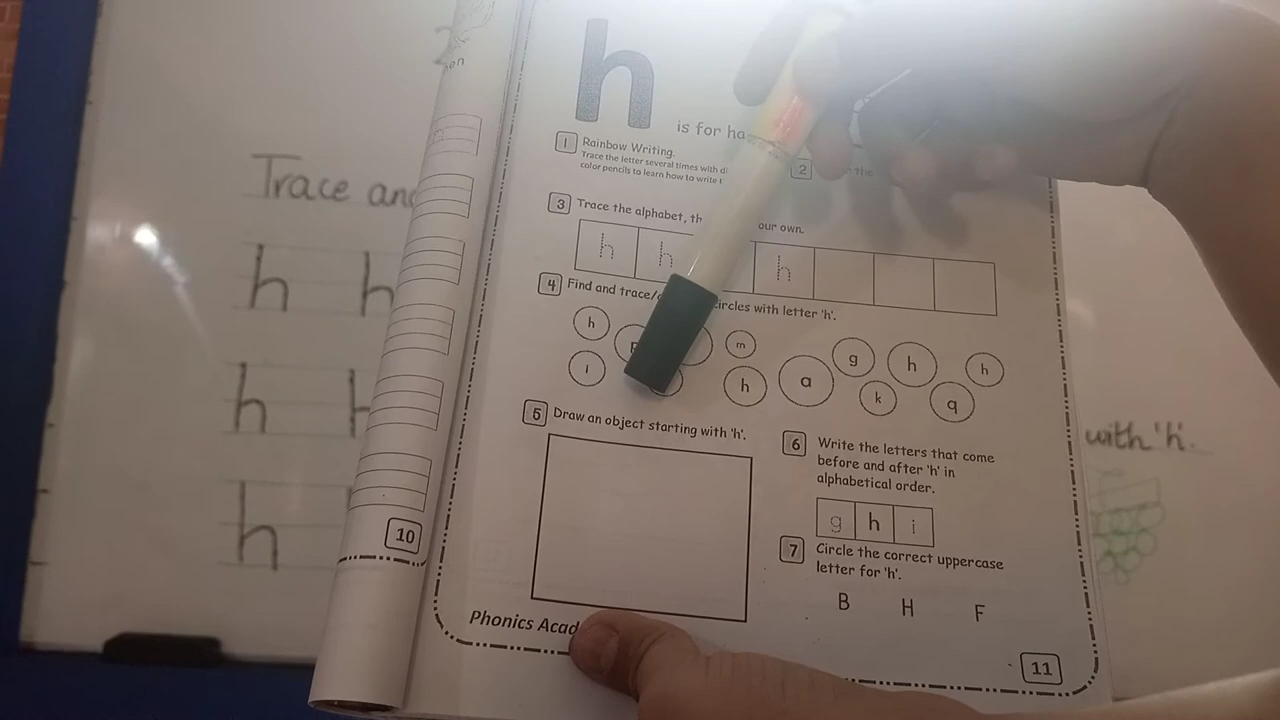 Trace and
h h
h h
h
10
h
is for ha
1 Rainbow Writing.
Trace the letter several times with di
color pencils to learn how to write t
2 the
3 Trace the alphabet, th our own.
h h h
4 Find and trace/c ircles with letter 'h'.
h m g h h
i h a k q
5 Draw an object starting with 'h'.
6 Write the letters that come
before and after 'h' in
alphabetical order.
g h i
7 Circle the correct uppercase
letter for 'h'.
B H F
Phonics Acad
11
with 'h'.